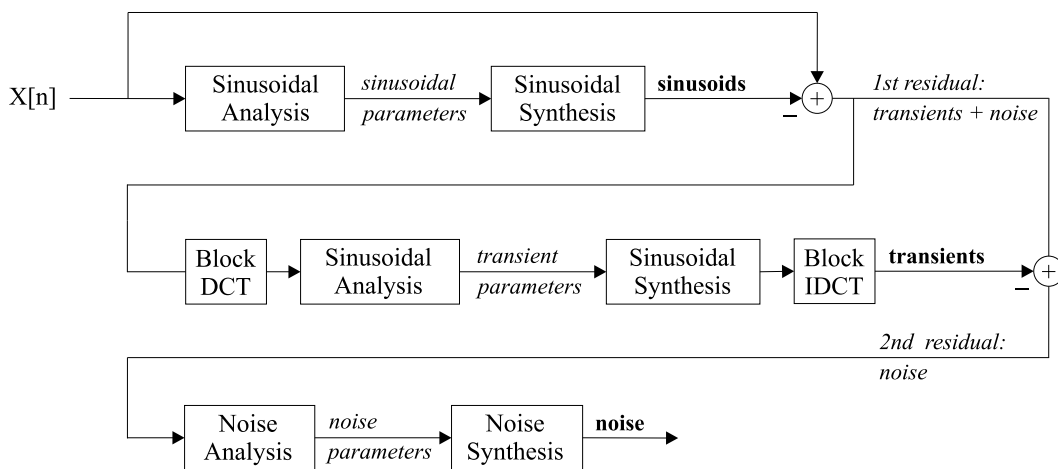 X[n]
Sinusoidal
Analysis
sinusoidal
parameters
Sinusoidal
Synthesis
sinusoids
+
−
1st residual:
transients + noise
Block
DCT
Sinusoidal
Analysis
transient
parameters
Sinusoidal
Synthesis
Block
IDCT
transients
+
−
2nd residual:
noise
Noise
Analysis
noise
parameters
Noise
Synthesis
noise